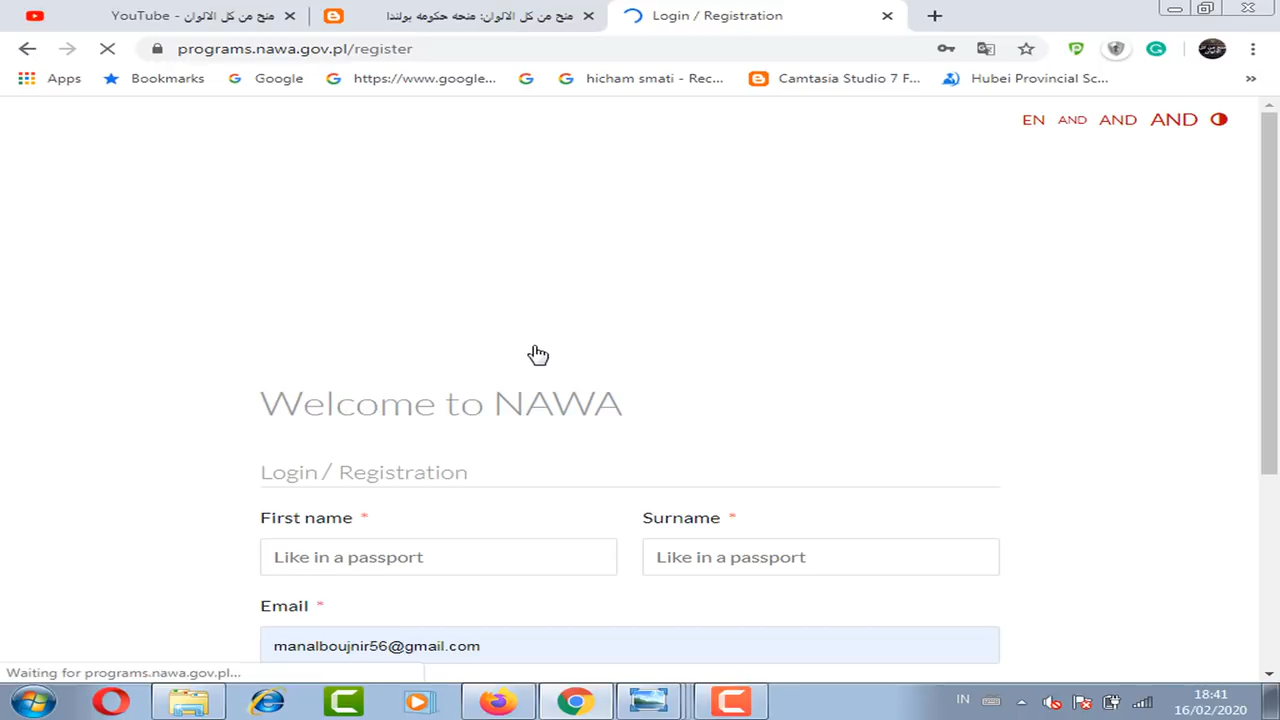 YouTube - منح من كل الالوان
منح من كل الالوان: منحه حكومه بولندا
Login / Registration
programs.nawa.gov.pl/register
Apps
Bookmarks
Google
https://www.google...
hicham smati - Rec...
Camtasia Studio 7 F...
Hubei Provincial Sc...
»
EN AND AND AND
Welcome to NAWA
Login / Registration
First name *
Surname *
Like in a passport
Like in a passport
Email *
manalboujnir56@gmail.com
Waiting for programs.nawa.gov.pl...
IN
18:41
16/02/2020